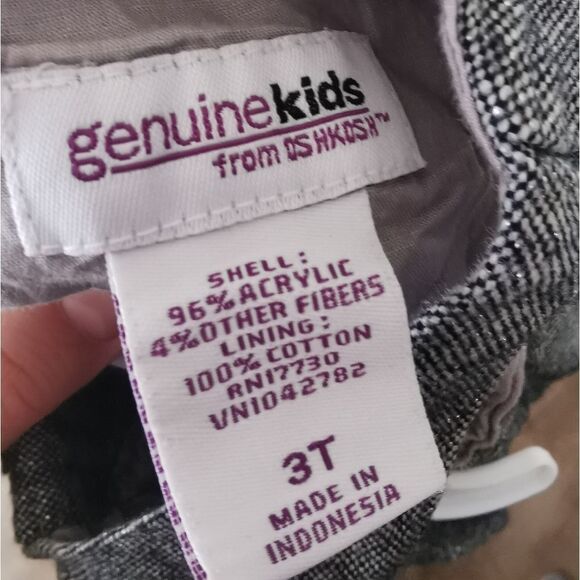 genuinekids
from OSHKOSH™
SHELL:
96% ACRYLIC
4% OTHER FIBERS
LINING:
100% COTTON
RN17730
VN1042782
3T
MADE IN
INDONESIA